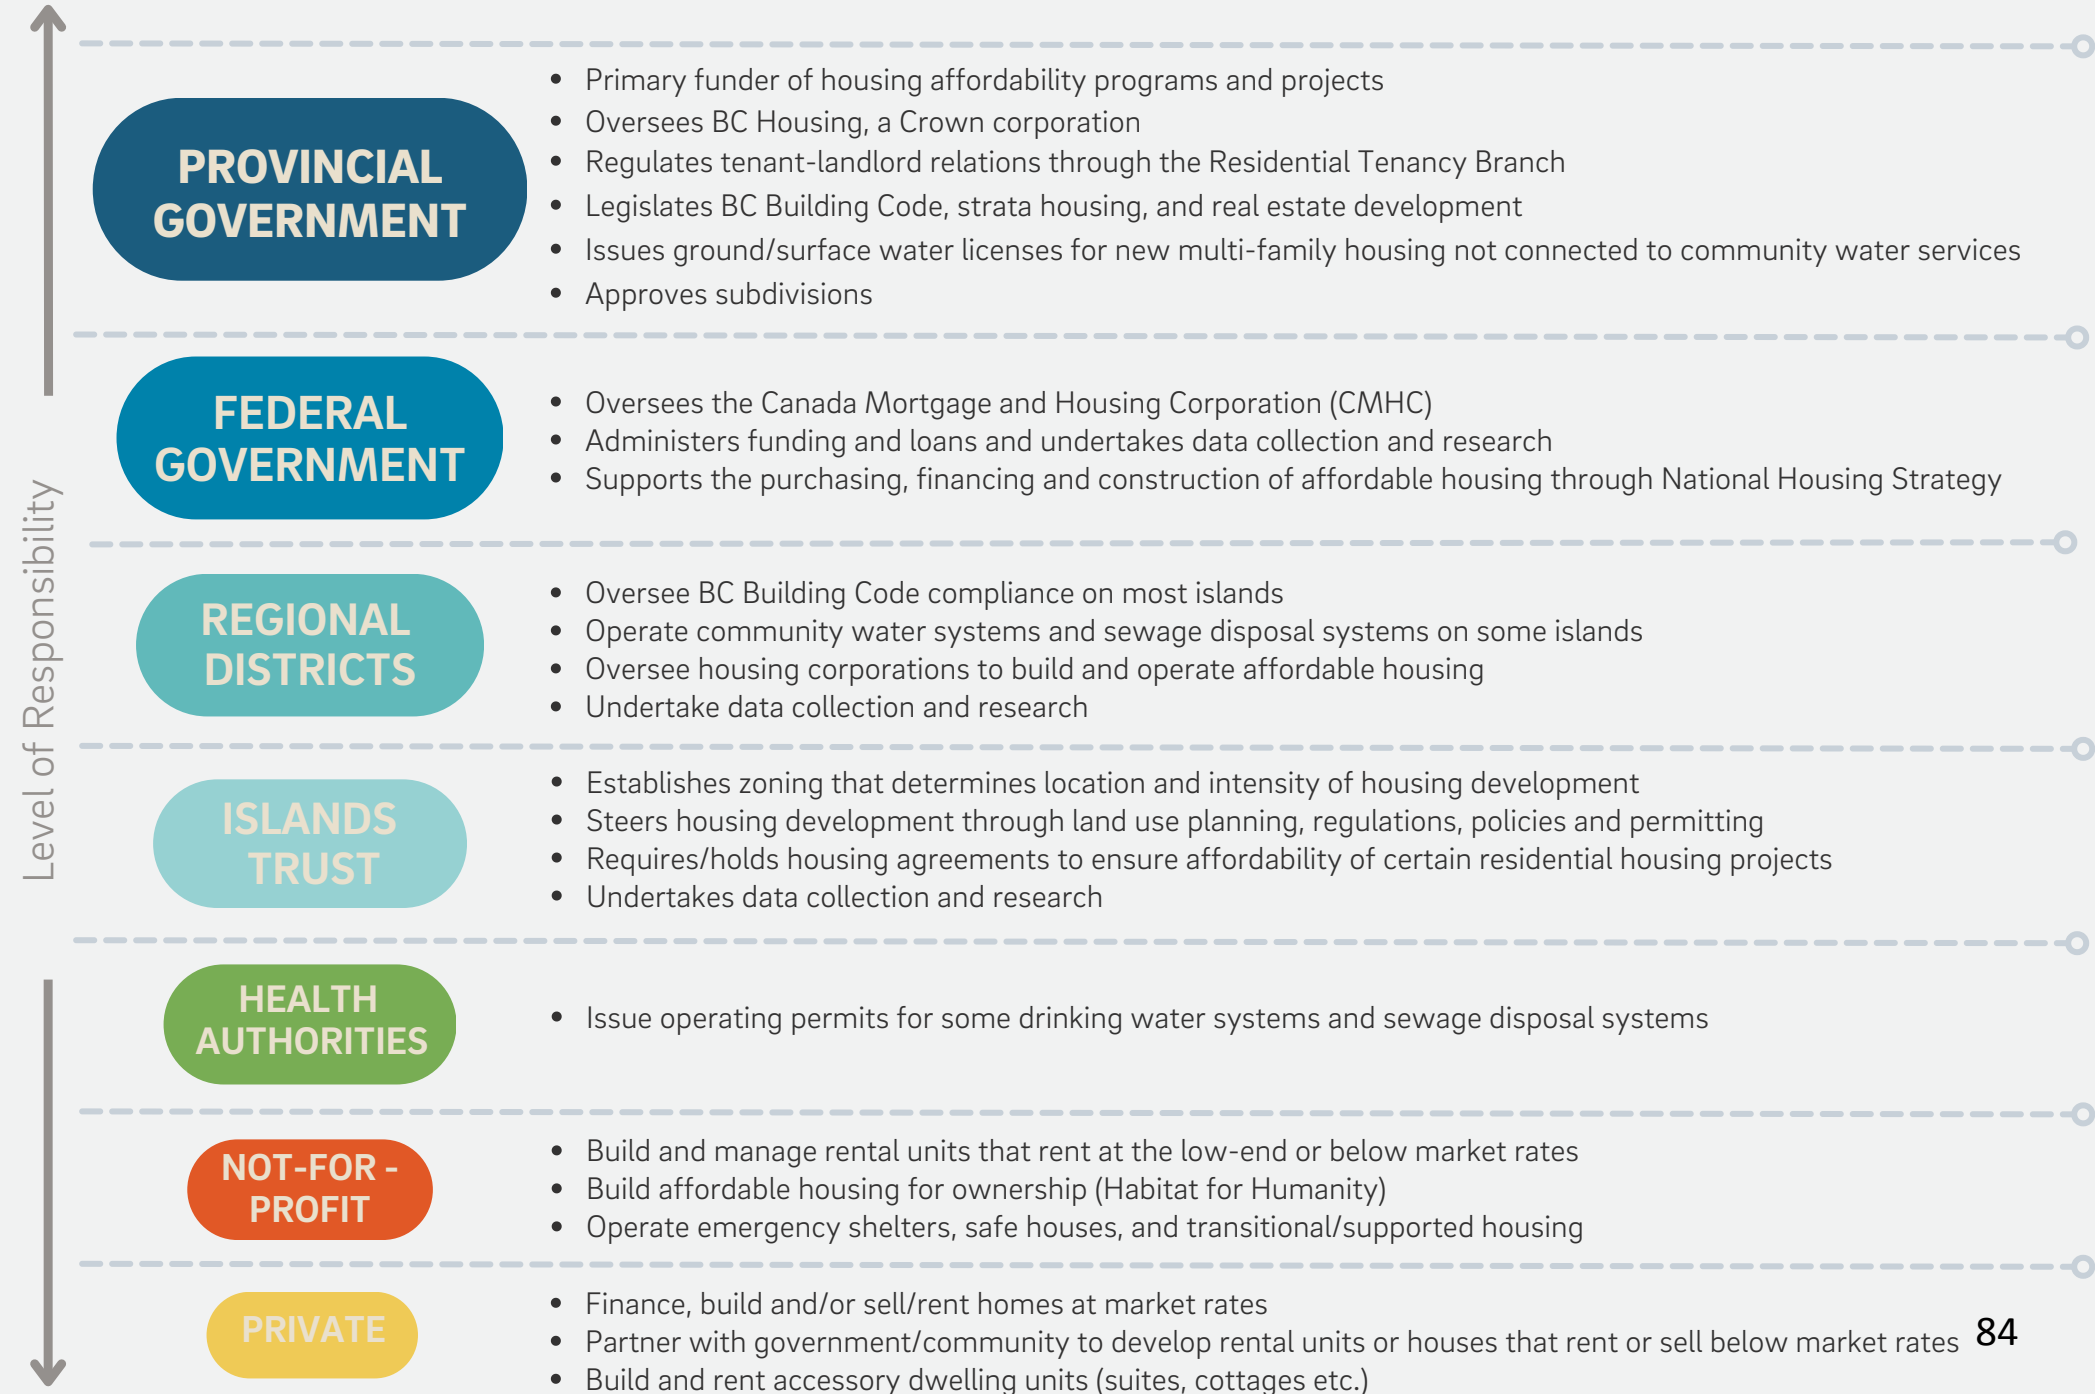 Level of Responsibility
PROVINCIAL
GOVERNMENT
• Primary funder of housing affordability programs and projects
• Oversees BC Housing, a Crown corporation
• Regulates tenant-landlord relations through the Residential Tenancy Branch
• Legislates BC Building Code, strata housing, and real estate development
• Issues ground/surface water licenses for new multi-family housing not connected to community water services
• Approves subdivisions
FEDERAL
GOVERNMENT
• Oversees the Canada Mortgage and Housing Corporation (CMHC)
• Administers funding and loans and undertakes data collection and research
• Supports the purchasing, financing and construction of affordable housing through National Housing Strategy
REGIONAL
DISTRICTS
• Oversee BC Building Code compliance on most islands
• Operate community water systems and sewage disposal systems on some islands
• Oversee housing corporations to build and operate affordable housing
• Undertake data collection and research
ISLANDS
TRUST
• Establishes zoning that determines location and intensity of housing development
• Steers housing development through land use planning, regulations, policies and permitting
• Requires/holds housing agreements to ensure affordability of certain residential housing projects
• Undertakes data collection and research
HEALTH
AUTHORITIES
• Issue operating permits for some drinking water systems and sewage disposal systems
NOT-FOR -
PROFIT
• Build and manage rental units that rent at the low-end or below market rates
• Build affordable housing for ownership (Habitat for Humanity)
• Operate emergency shelters, safe houses, and transitional/supported housing
PRIVATE
• Finance, build and/or sell/rent homes at market rates
• Partner with government/community to develop rental units or houses that rent or sell below market rates
• Build and rent accessory dwelling units (suites, cottages etc.)
84